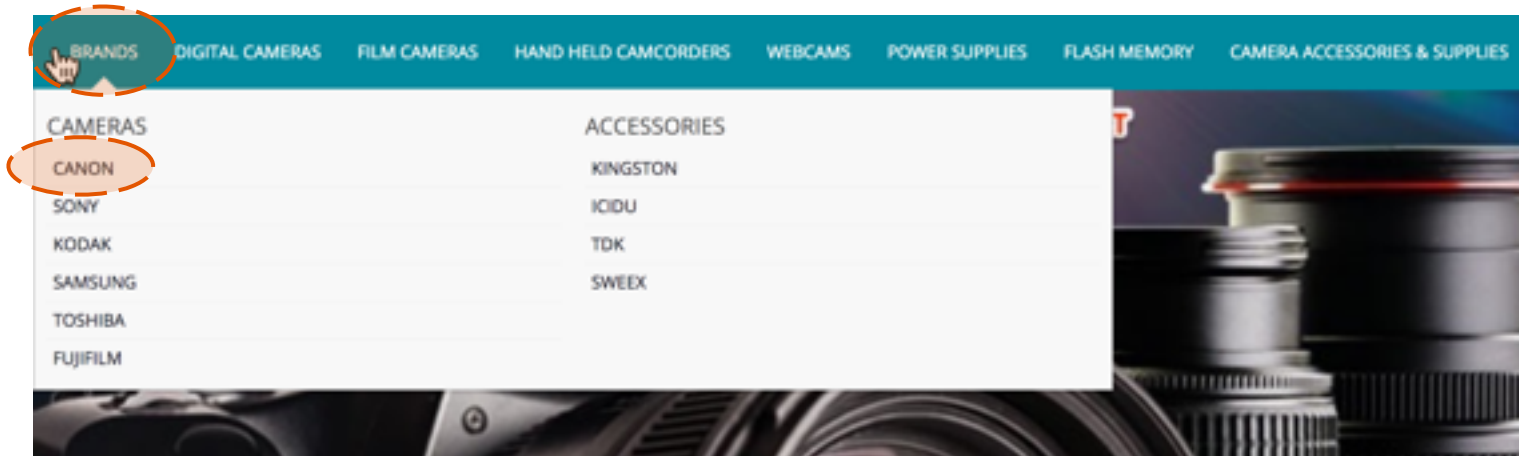 BRANDS DIGITAL CAMERAS FILM CAMERAS HAND HELD CAMCORDERS WEBCAMS POWER SUPPLIES FLASH MEMORY CAMERA ACCESSORIES & SUPPLIES
CAMERAS
CANON
SONY
KODAK
SAMSUNG
TOSHIBA
FUJIFILM
ACCESSORIES
KINGSTON
ICIDU
TDK
SWEEX
T